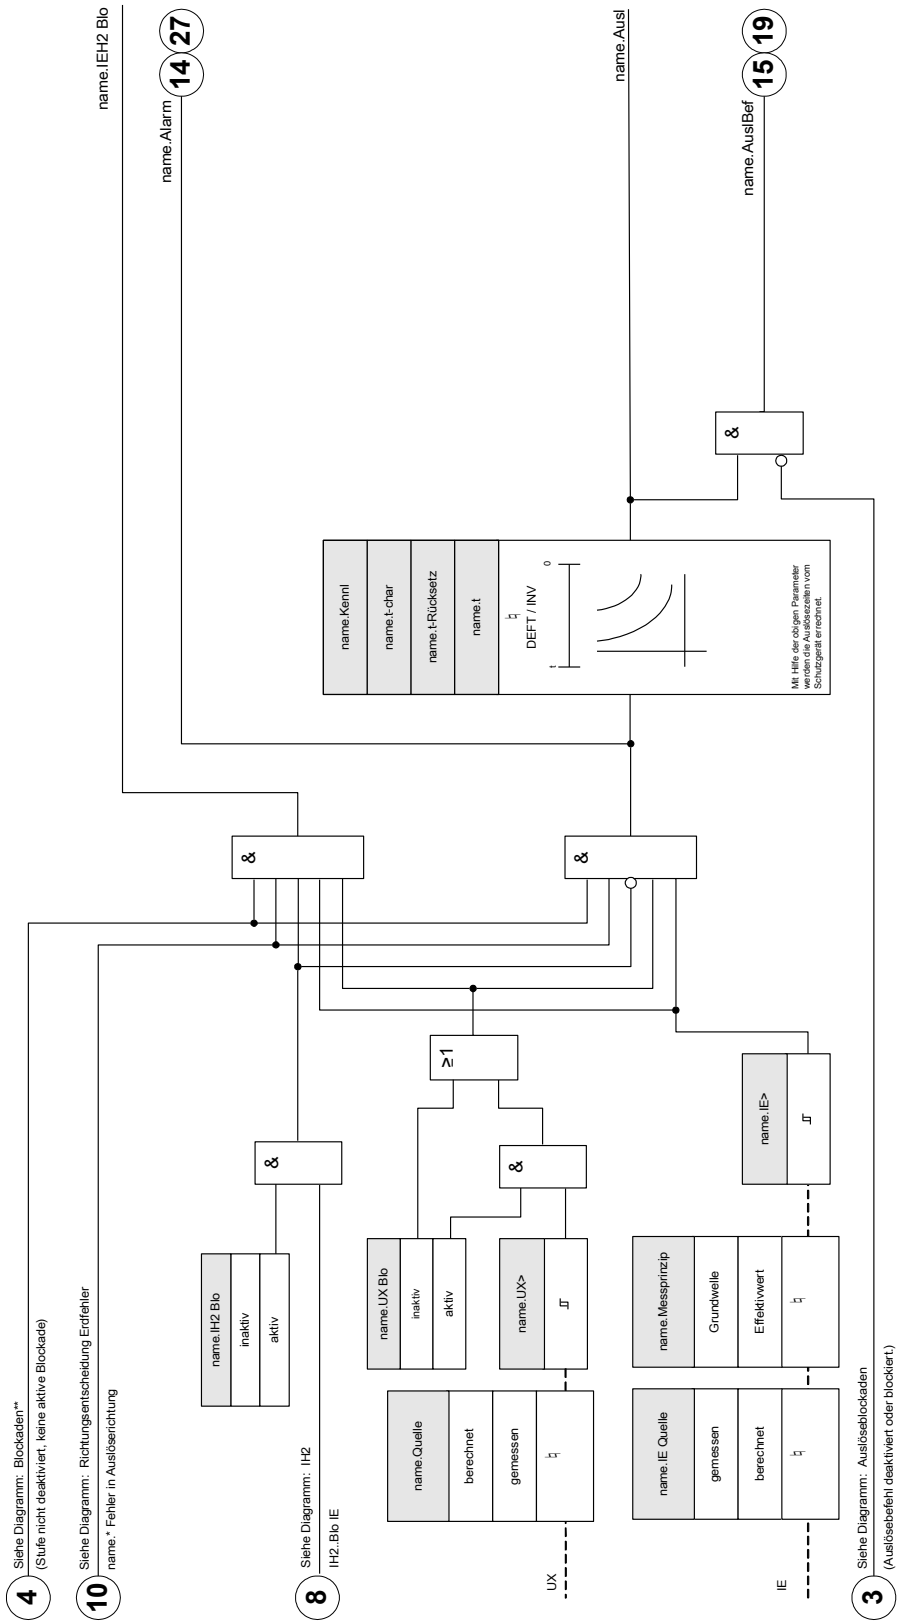 4
Siehe Diagramm: Blockaden**
(Stufe nicht deaktiviert, keine aktive Blockade)
10
Siehe Diagramm: Richtungsentscheidung Erdfehler
name.* Fehler in Auslöserichtung
8
Siehe Diagramm: IH2
IH2..Blo IE
name.IH2 Blo
inaktiv
aktiv
&
UX
name.Quelle
berechnet
gemessen
name.UX Blo
inaktiv
aktiv
name.UX>
&
≥1
IE
name.IE Quelle
gemessen
berechnet
name.Messprinzip
Grundwelle
Effektivwert
name.IE>
3
Siehe Diagramm: Auslöseblockaden
(Auslösebefehl deaktiviert oder blockiert.)
&
&
name.Kennl
name.t-char
name.t-Rücksetz
name.t
DEFT / INV
t
0
Mit Hilfe der obigen Parameter
werden die Auslösezeiten vom
Schutzgerät errechnet.
&
name.IEH2 Blo
name.Alarm
14
27
name.Ausl
name.AuslBef
15
19